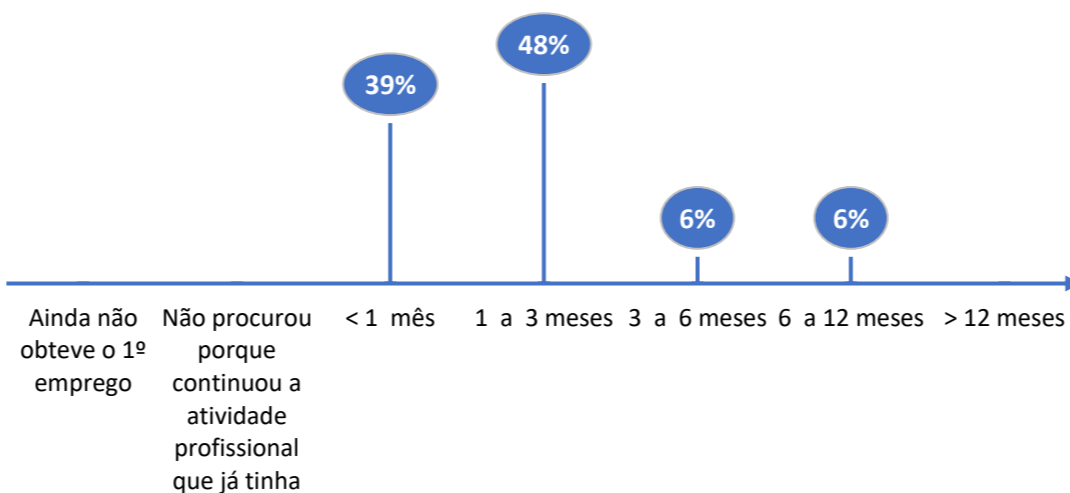 48%
39%
6%
6%
Ainda não
obteve o 1º
emprego
Não procurou
porque
continuou a
atividade
profissional
que já tinha
< 1 mês
1 a 3 meses
3 a 6 meses
6 a 12 meses
> 12 meses